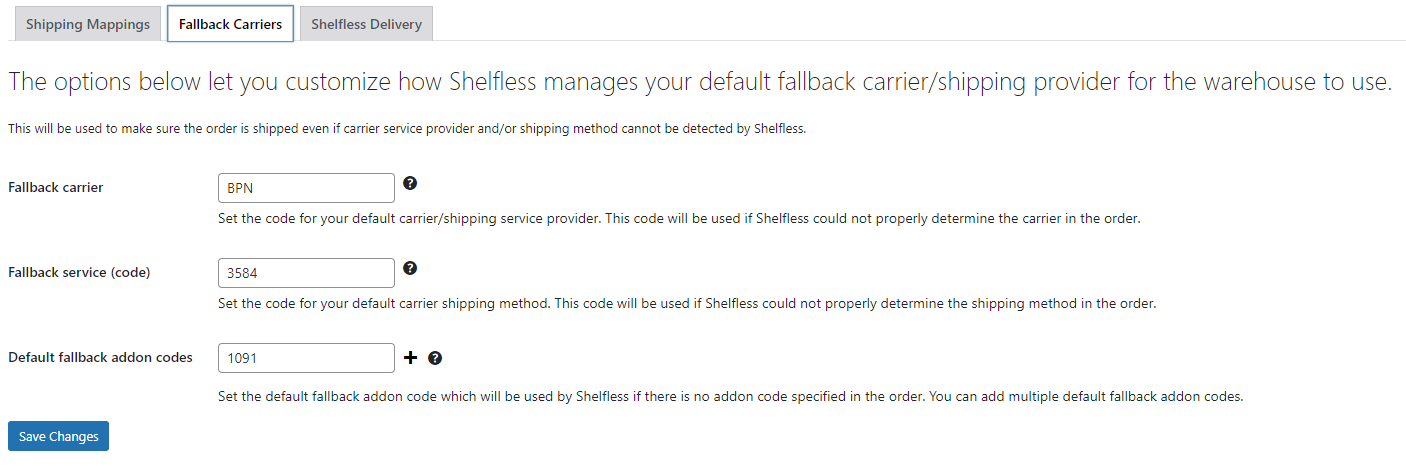 Shipping Mappings
Fallback Carriers
Shelfless Delivery
The options below let you customize how Shelfless manages your default fallback carrier/shipping provider for the warehouse to use.
This will be used to make sure the order is shipped even if carrier service provider and/or shipping method cannot be detected by Shelfless.
Fallback carrier
BPN
?
Set the code for your default carrier/shipping service provider. This code will be used if Shelfless could not properly determine the carrier in the order.
Fallback service (code)
3584
?
Set the code for your default carrier shipping method. This code will be used if Shelfless could not properly determine the shipping method in the order.
Default fallback addon codes
1091
+ ?
Set the default fallback addon code which will be used by Shelfless if there is no addon code specified in the order. You can add multiple default fallback addon codes.
Save Changes